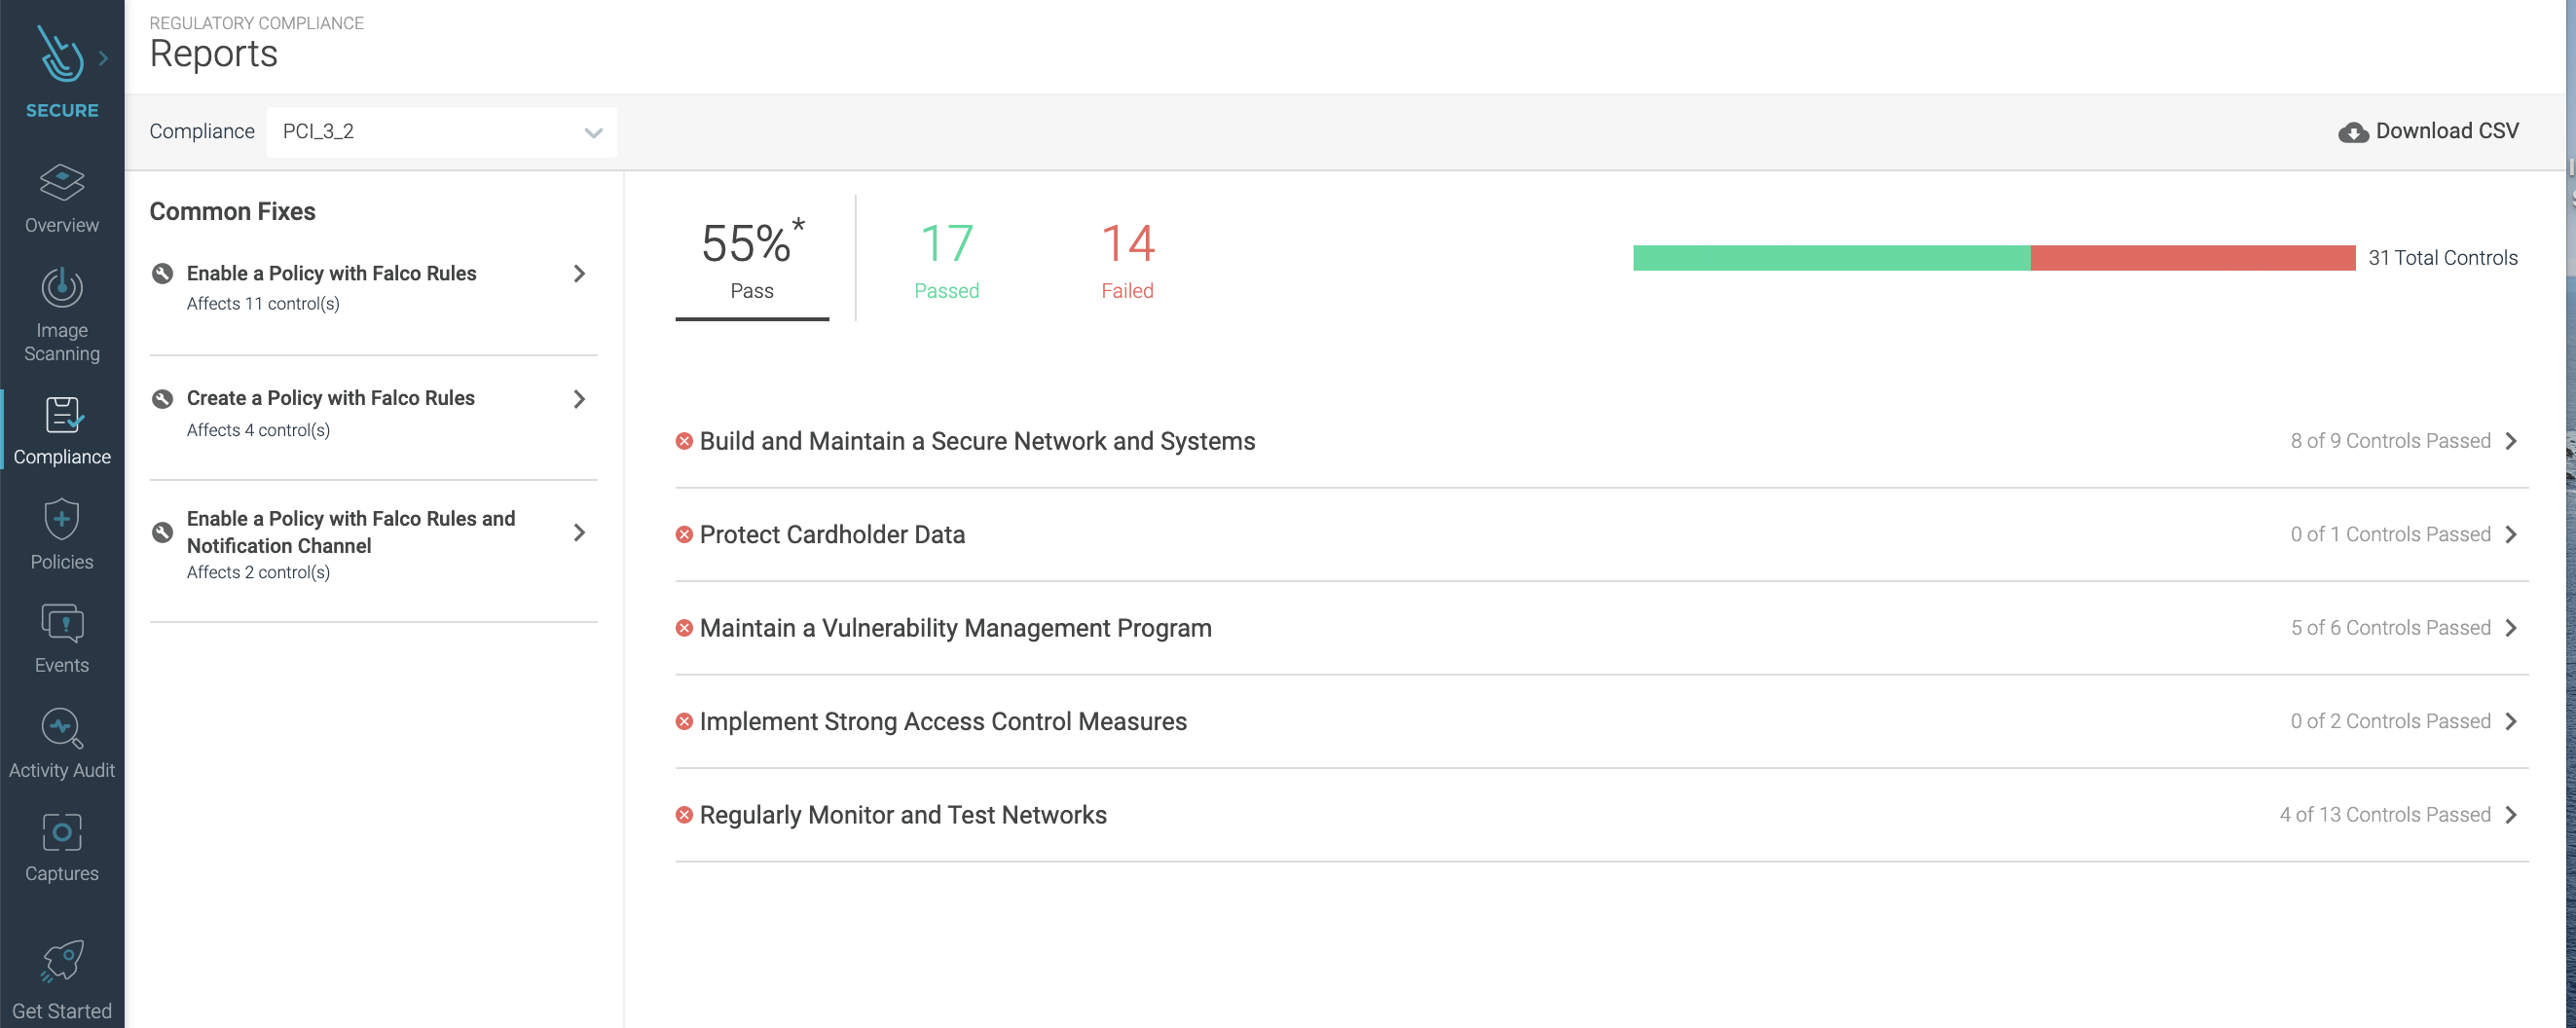 SECURE
Overview
Image
Scanning
Compliance
Policies
Events
Activity Audit
Captures
Get Started
REGULATORY COMPLIANCE
Reports
Compliance PCI_3_2
Download CSV
Common Fixes
Enable a Policy with Falco Rules
Affects 11 control(s)
Create a Policy with Falco Rules
Affects 4 control(s)
Enable a Policy with Falco Rules and
Notification Channel
Affects 2 control(s)
55%*
Pass
17
Passed
14
Failed
31 Total Controls
Build and Maintain a Secure Network and Systems 8 of 9 Controls Passed
Protect Cardholder Data 0 of 1 Controls Passed
Maintain a Vulnerability Management Program 5 of 6 Controls Passed
Implement Strong Access Control Measures 0 of 2 Controls Passed
Regularly Monitor and Test Networks 4 of 13 Controls Passed